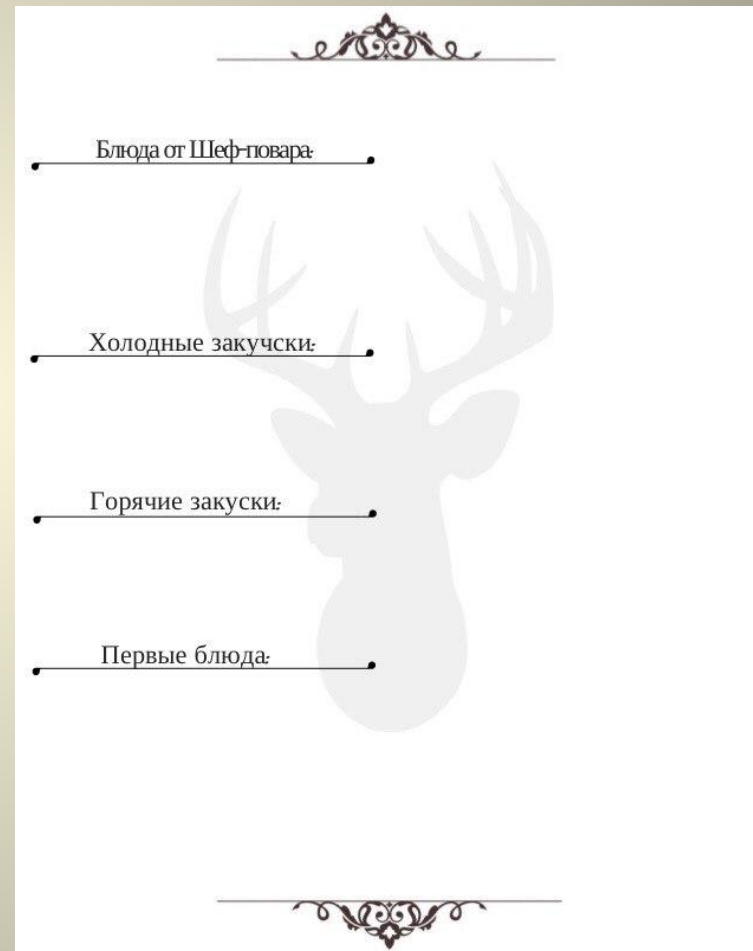 Блюда от Шеф-повара:
Холодные закучски:
Горячие закуски:
Первые блюда: